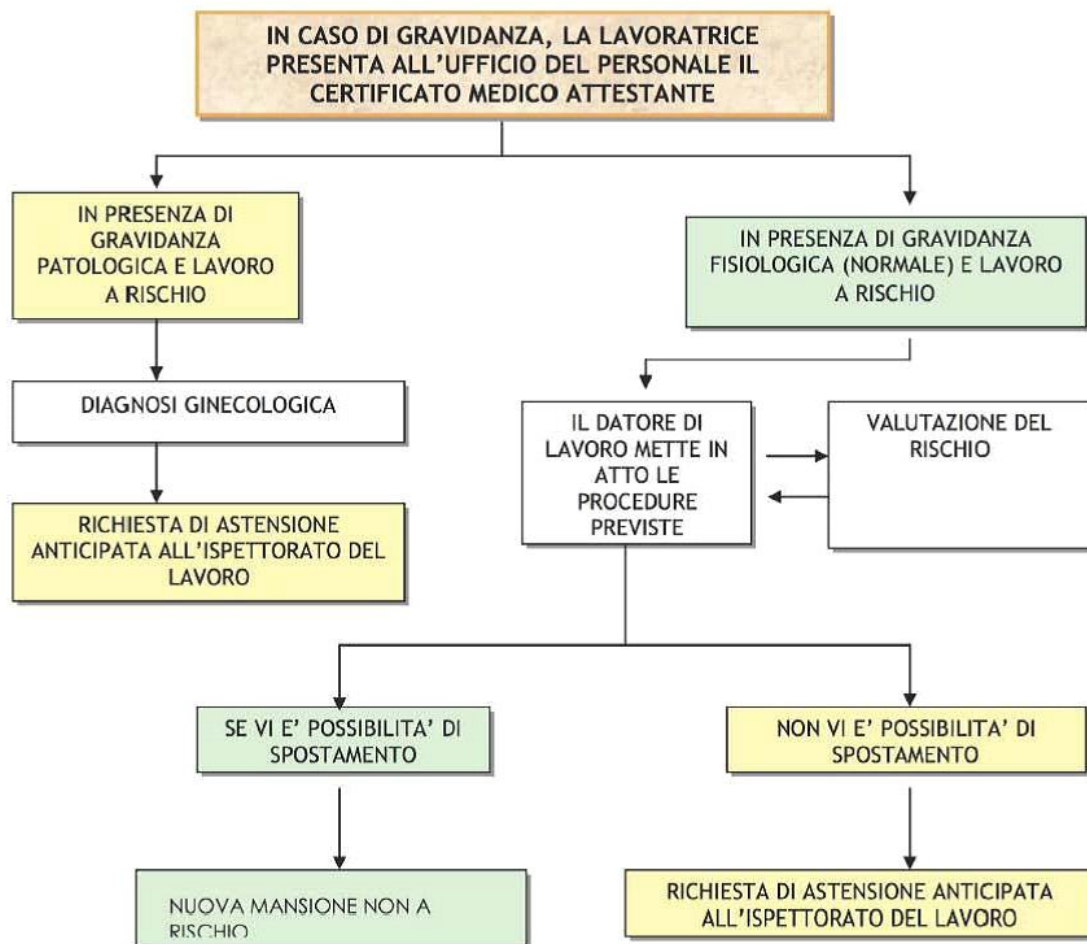 IN CASO DI GRAVIDANZA, LA LAVORATRICE
PRESENTA ALL'UFFICIO DEL PERSONALE IL
CERTIFICATO MEDICO ATTESTANTE
IN PRESENZA DI
GRAVIDANZA
PATOLOGICA E LAVORO
A RISCHIO
IN PRESENZA DI GRAVIDANZA
FISIOLOGICA (NORMALE) E LAVORO
A RISCHIO
DIAGNOSI GINECOLOGICA
IL DATORE DI
LAVORO METTE IN
ATTO LE
PROCEDURE
PREVISTE
VALUTAZIONE DEL
RISCHIO
RICHIESTA DI ASTENSIONE
ANTICIPATA ALL'ISPETTORATO DEL
LAVORO
SE VI E' POSSIBILITA' DI
SPOSTAMENTO
NON VI E' POSSIBILITA' DI
SPOSTAMENTO
NUOVA MANSIONE NON A
RISCHIO
RICHIESTA DI ASTENSIONE ANTICIPATA
ALL'ISPETTORATO DEL LAVORO